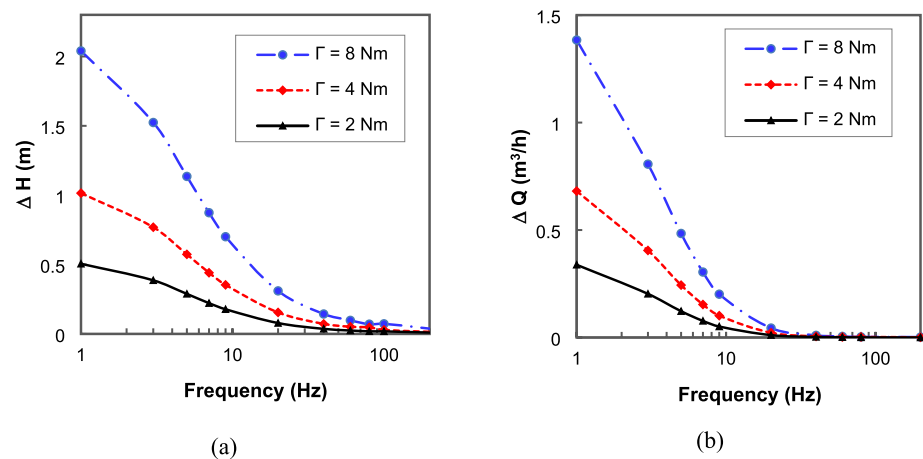 (a)
2
1.5
1
0.5
0
Δ H (m)
Γ = 8 Nm
Γ = 4 Nm
Γ = 2 Nm
1 10 100
Frequency (Hz)
(a)
(b)
1.5
1
0.5
0
Δ Q (m³/h)
Γ = 8 Nm
Γ = 4 Nm
Γ = 2 Nm
1 10 100
Frequency (Hz)
(b)